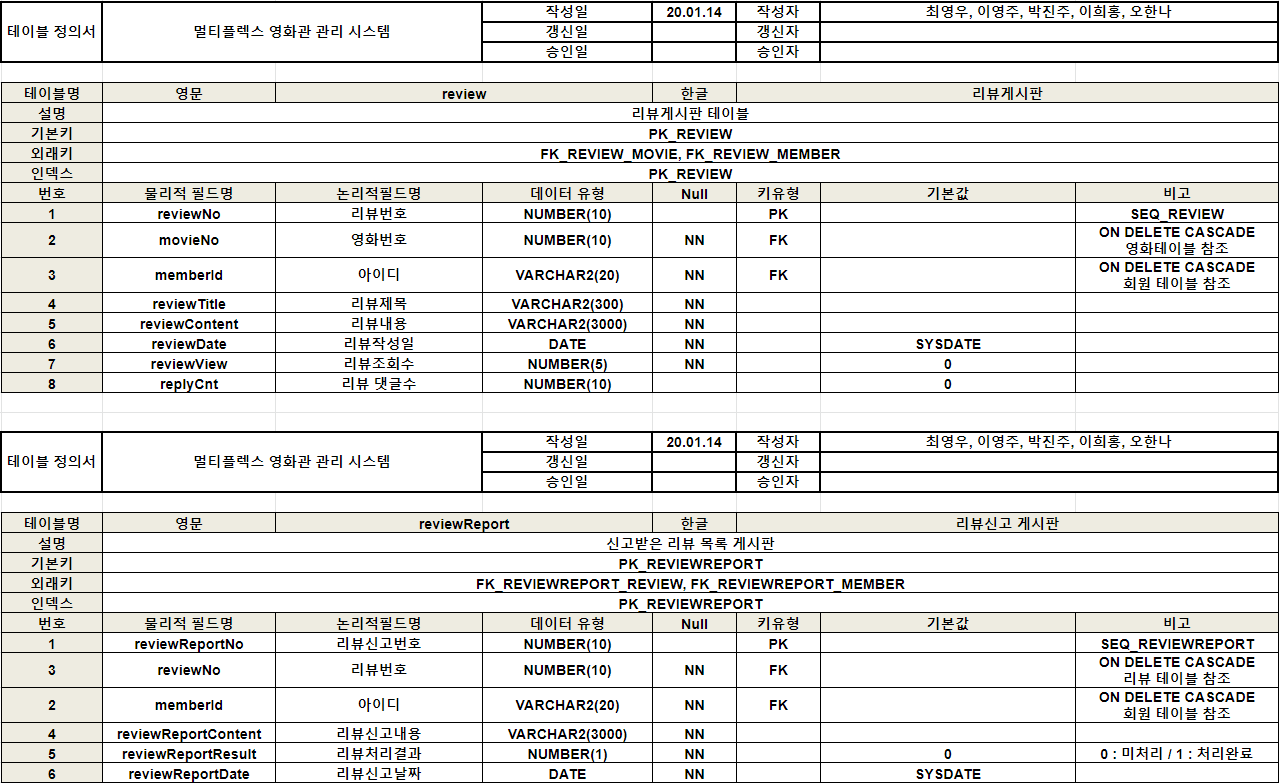 테이블 정의서 멀티플렉스 영화관 관리 시스템 작성일 20.01.14 작성자 최영우, 이영주, 박진주, 이희홍, 오한나
갱신일 갱신자
승인일 승인자
테이블명 영문 review 한글 리뷰게시판
설명 리뷰게시판 테이블
기본키 PK_REVIEW
외래키 FK_REVIEW_MOVIE, FK_REVIEW_MEMBER
인덱스 PK_REVIEW
번호 물리적 필드명 논리적필드명 데이터 유형 Null 키유형 기본값 비고
1 reviewNo 리뷰번호 NUMBER(10) PK SEQ_REVIEW
2 movieNo 영화번호 NUMBER(10) NN FK ON DELETE CASCADE
영화테이블 참조
3 memberId 아이디 VARCHAR2(20) NN FK ON DELETE CASCADE
회원 테이블 참조
4 reviewTitle 리뷰제목 VARCHAR2(300) NN
5 reviewContent 리뷰내용 VARCHAR2(3000) NN
6 reviewDate 리뷰작성일 DATE NN SYSDATE
7 reviewView 리뷰조회수 NUMBER(5) NN 0
8 replyCnt 리뷰 댓글수 NUMBER(10) 0
테이블 정의서 멀티플렉스 영화관 관리 시스템 작성일 20.01.14 작성자 최영우, 이영주, 박진주, 이희홍, 오한나
갱신일 갱신자
승인일 승인자
테이블명 영문 reviewReport 한글 리뷰신고 게시판
설명 신고받은 리뷰 목록 게시판
기본키 PK_REVIEWREPORT
외래키 FK_REVIEWREPORT_REVIEW, FK_REVIEWREPORT_MEMBER
인덱스 PK_REVIEWREPORT
번호 물리적 필드명 논리적필드명 데이터 유형 Null 키유형 기본값 비고
1 reviewReportNo 리뷰신고번호 NUMBER(10) PK SEQ_REVIEWREPORT
3 reviewNo 리뷰번호 NUMBER(10) NN FK ON DELETE CASCADE
리뷰 테이블 참조
2 memberId 아이디 VARCHAR2(20) NN FK ON DELETE CASCADE
회원 테이블 참조
4 reviewReportContent 리뷰신고내용 VARCHAR2(3000) NN
5 reviewReportResult 리뷰처리결과 NUMBER(1) NN 0 0 : 미처리 / 1 : 처리완료
6 reviewReportDate 리뷰신고날짜 DATE NN SYSDATE